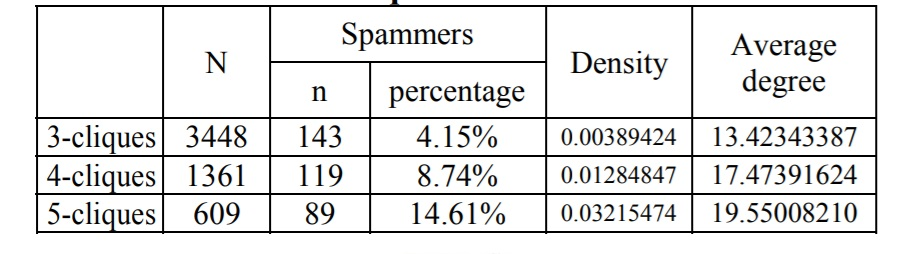 N Spammers Density Average degree
n percentage
3-cliques 3448 143 4.15% 0.00389424 13.42343387
4-cliques 1361 119 8.74% 0.01284847 17.47391624
5-cliques 609 89 14.61% 0.03215474 19.55008210